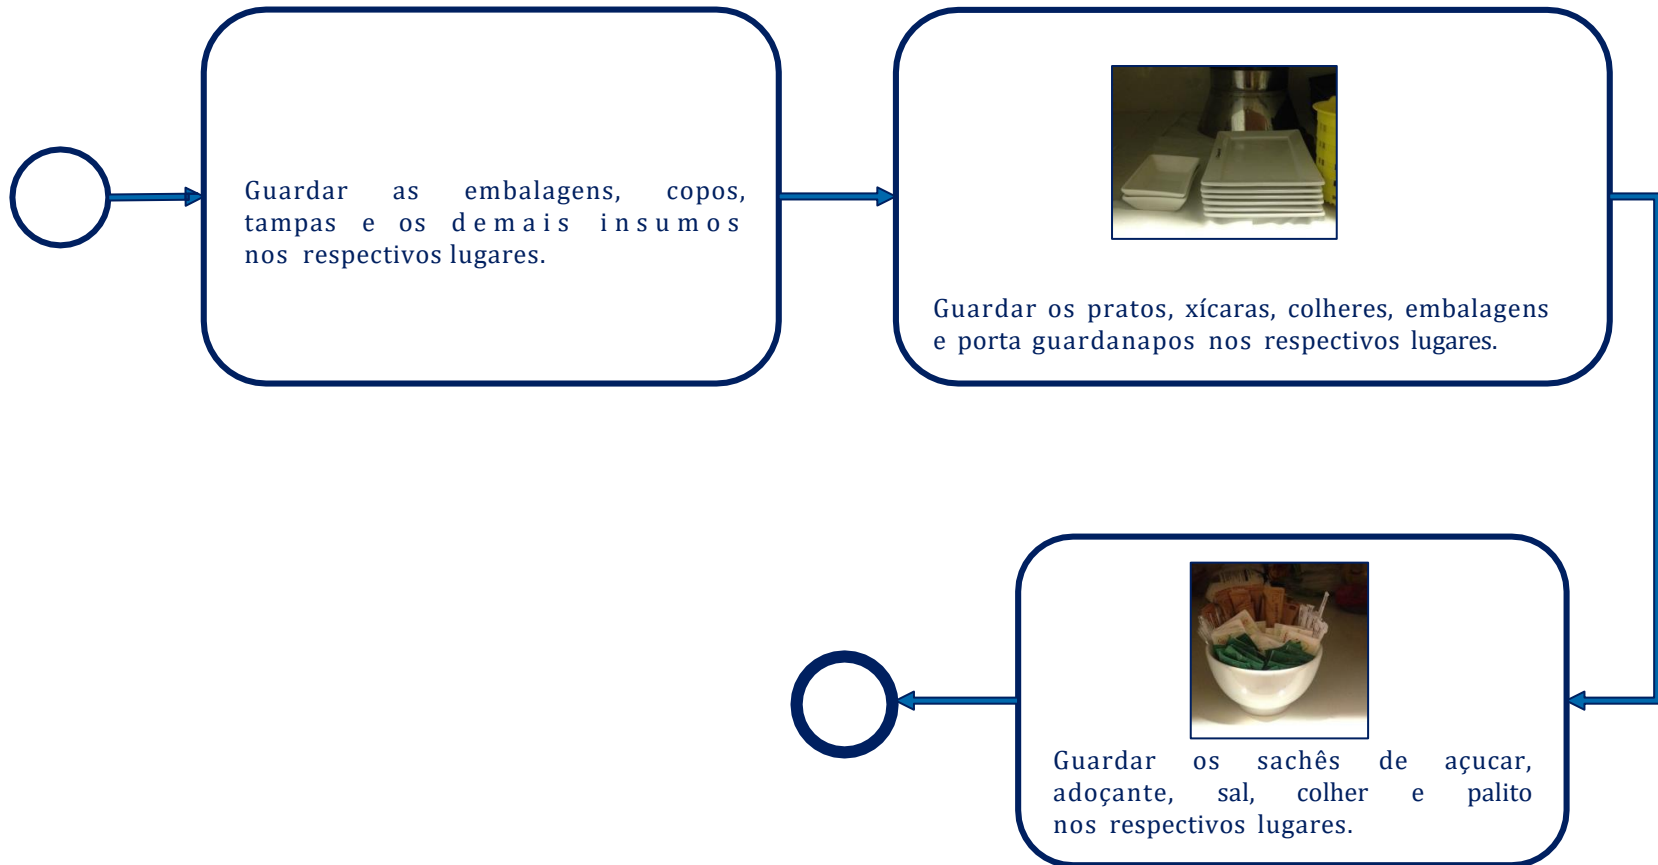 Guardar as embalagens, copos,
tampas e os demais insumos
nos respectivos lugares.
Guardar os pratos, xícaras, colheres, embalagens
e porta guardanapos nos respectivos lugares.
Guardar os sachês de açucar,
adoçante, sal, colher e palito
nos respectivos lugares.